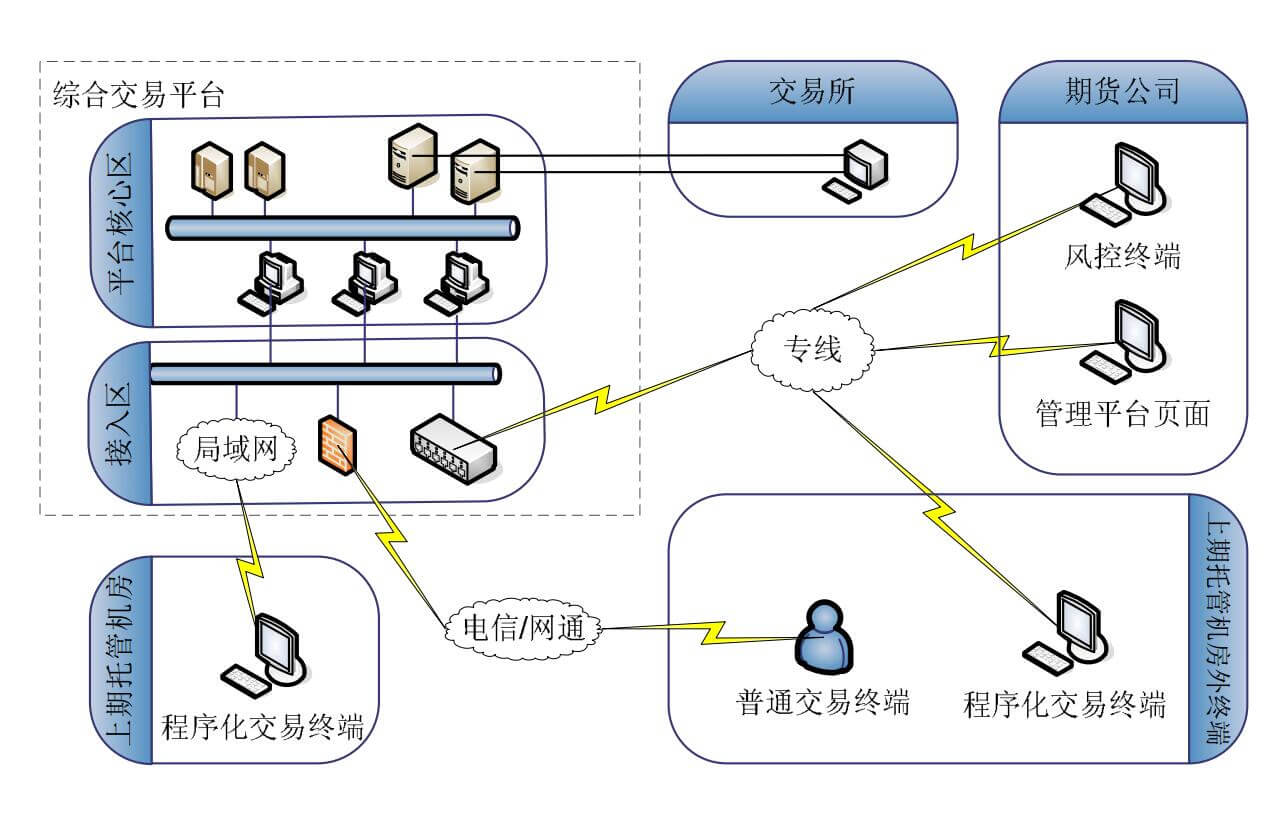 综合交易平台
交易所
期货公司
平台核心区
风控终端
专线
管理平台页面
接入区
局域网
上期托管机房
程序化交易终端
电信/网通
上期托管机房外终端
普通交易终端
程序化交易终端